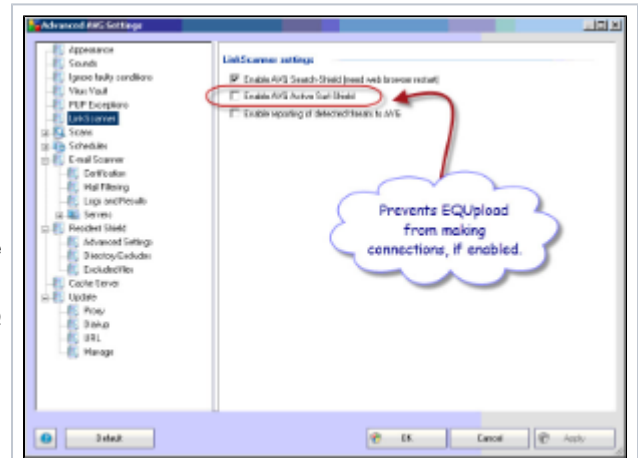 Advanced AVG Settings
Appearance
Sounds
Ignore faulty conditions
Virus Vault
PUP Exceptions
LinkScanner
Scans
Schedules
E-mail Scanner
Certification
Mail Filtering
Logs and Results
Servers
Resident Shield
Advanced Settings
Directory Excludes
Excluded files
Cache Server
Update
Proxy
Dial-up
URL
Manage
LinkScanner settings
Enable AVG Search-Shield (need web browser restart)
Enable AVG Active Surf-Shield
Enable reporting of detected threats to AVG
Prevents EQUpload
from making
connections, if enabled.
Default
OK
Cancel
Apply